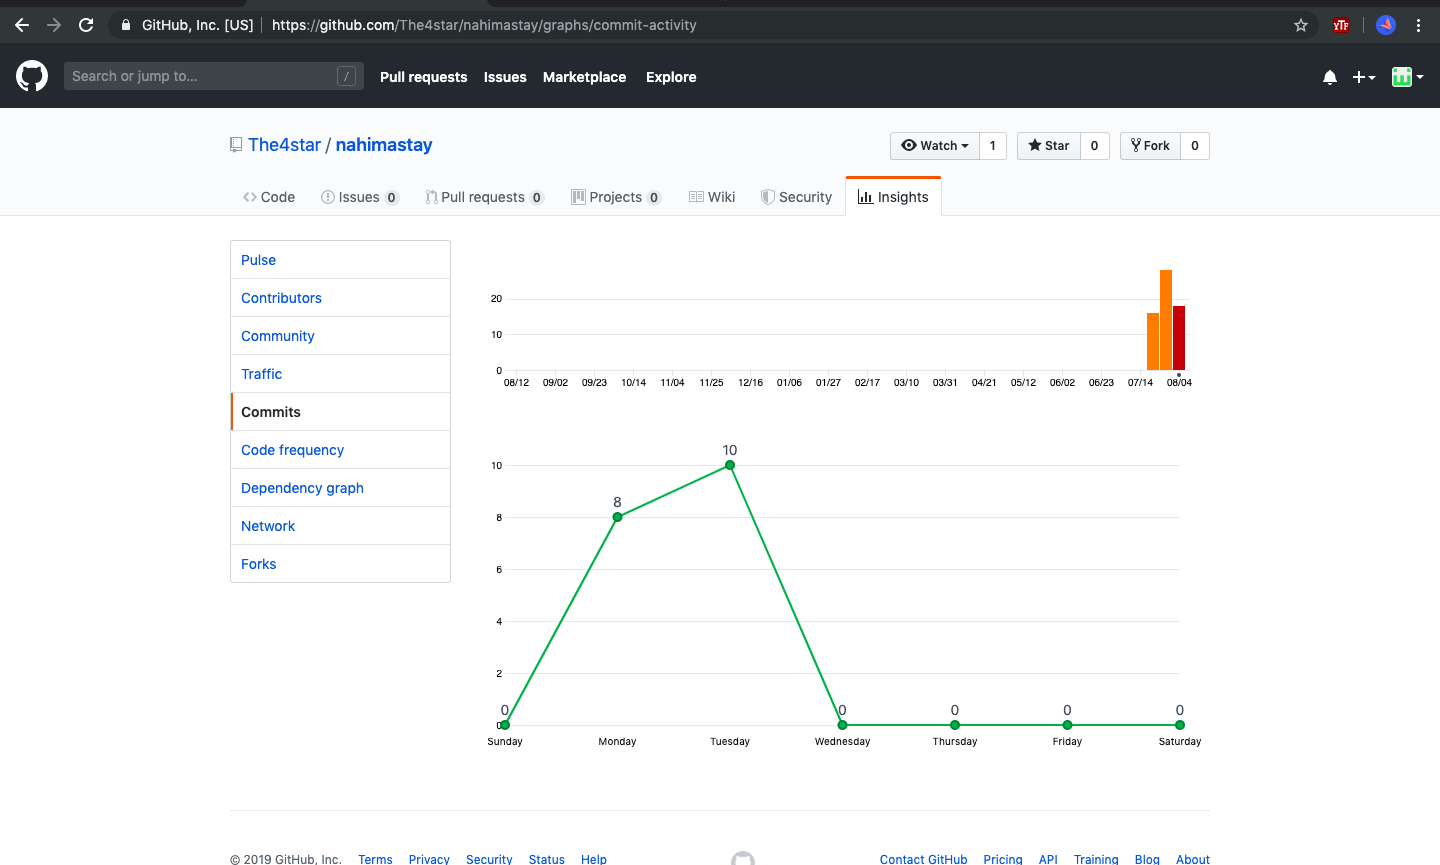 GitHub, Inc. [US] https://github.com/The4star/nahimastay/graphs/commit-activity YTF
Search or jump to... / Pull requests Issues Marketplace Explore
The4star / nahimastay Watch 1 Star 0 Fork 0
Code Issues 0 Pull requests 0 Projects 0 Wiki Security Insights
Pulse
Contributors
Community
Traffic
Commits
Code frequency
Dependency graph
Network
Forks
20
10
0
08/12 09/02 09/23 10/14 11/04 11/25 12/16 01/06 01/27 02/17 03/10 03/31 04/21 05/12 06/02 06/23 07/14 08/04
10
10
8
8
6
4
2
0 0 0 0 0
0
Sunday Monday Tuesday Wednesday Thursday Friday Saturday
© 2019 GitHub, Inc. Terms Privacy Security Status Help Contact GitHub Pricing API Training Blog About